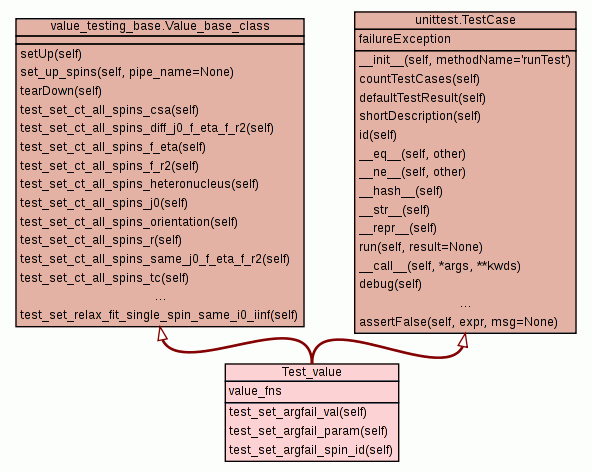 value_testing_base.Value_base_class
setUp(self)
set_up_spins(self, pipe_name=None)
tearDown(self)
test_set_ct_all_spins_csa(self)
test_set_ct_all_spins_diff_j0_f_eta_f_r2(self)
test_set_ct_all_spins_f_eta(self)
test_set_ct_all_spins_f_r2(self)
test_set_ct_all_spins_heteronucleus(self)
test_set_ct_all_spins_j0(self)
test_set_ct_all_spins_orientation(self)
test_set_ct_all_spins_r(self)
test_set_ct_all_spins_same_j0_f_eta_f_r2(self)
test_set_ct_all_spins_tc(self)
...
test_set_relax_fit_single_spin_same_i0_iinf(self)
unittest.TestCase
failureException
__init__(self, methodName='runTest')
countTestCases(self)
defaultTestResult(self)
shortDescription(self)
id(self)
__eq__(self, other)
__ne__(self, other)
__hash__(self)
__str__(self)
__repr__(self)
run(self, result=None)
__call__(self, *args, **kwds)
debug(self)
...
assertFalse(self, expr, msg=None)
Test_value
value_fns
test_set_argfail_val(self)
test_set_argfail_param(self)
test_set_argfail_spin_id(self)